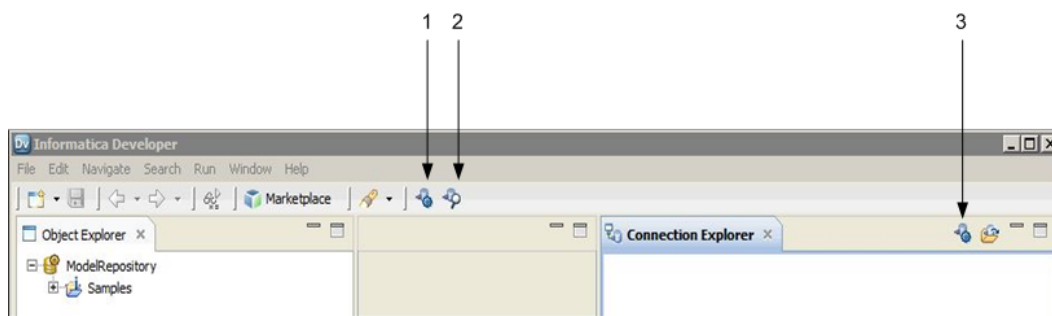 1 2 3
Dv Informatica Developer
File Edit Navigate Search Run Window Help
Marketplace
Object Explorer
Connection Explorer
ModelRepository
Samples